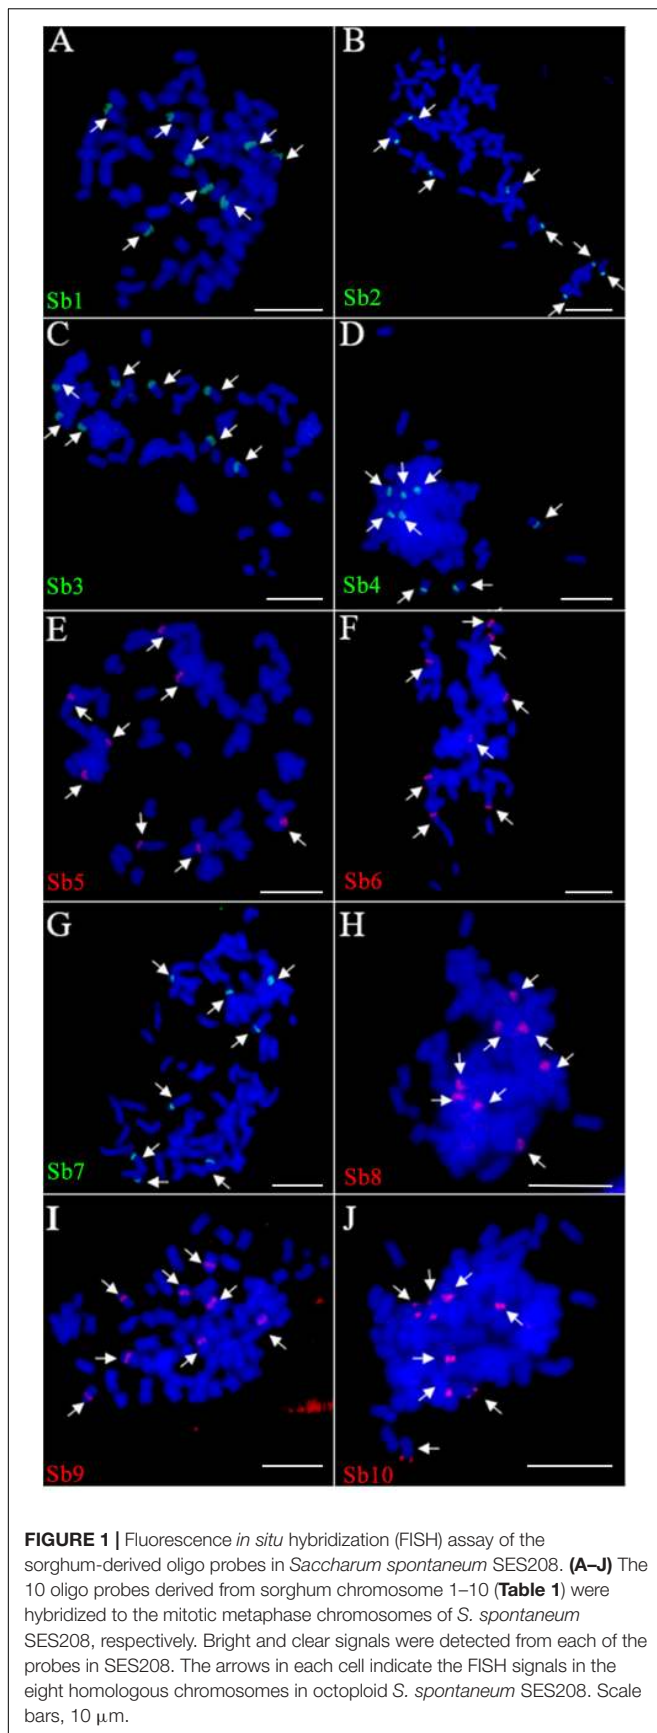 A
B
Sb1
Sb2
C
D
Sb3
Sb4
E
F
Sb5
Sb6
G
H
Sb7
Sb8
I
J
Sb9
Sb10
FIGURE 1 | Fluorescence in situ hybridization (FISH) assay of the
sorghum-derived oligo probes in Saccharum spontaneum SES208. (A–J) The
10 oligo probes derived from sorghum chromosome 1–10 (Table 1) were
hybridized to the mitotic metaphase chromosomes of S. spontaneum
SES208, respectively. Bright and clear signals were detected from each of the
probes in SES208. The arrows in each cell indicate the FISH signals in the
eight homologous chromosomes in octoploid S. spontaneum SES208. Scale
bars, 10 μm.